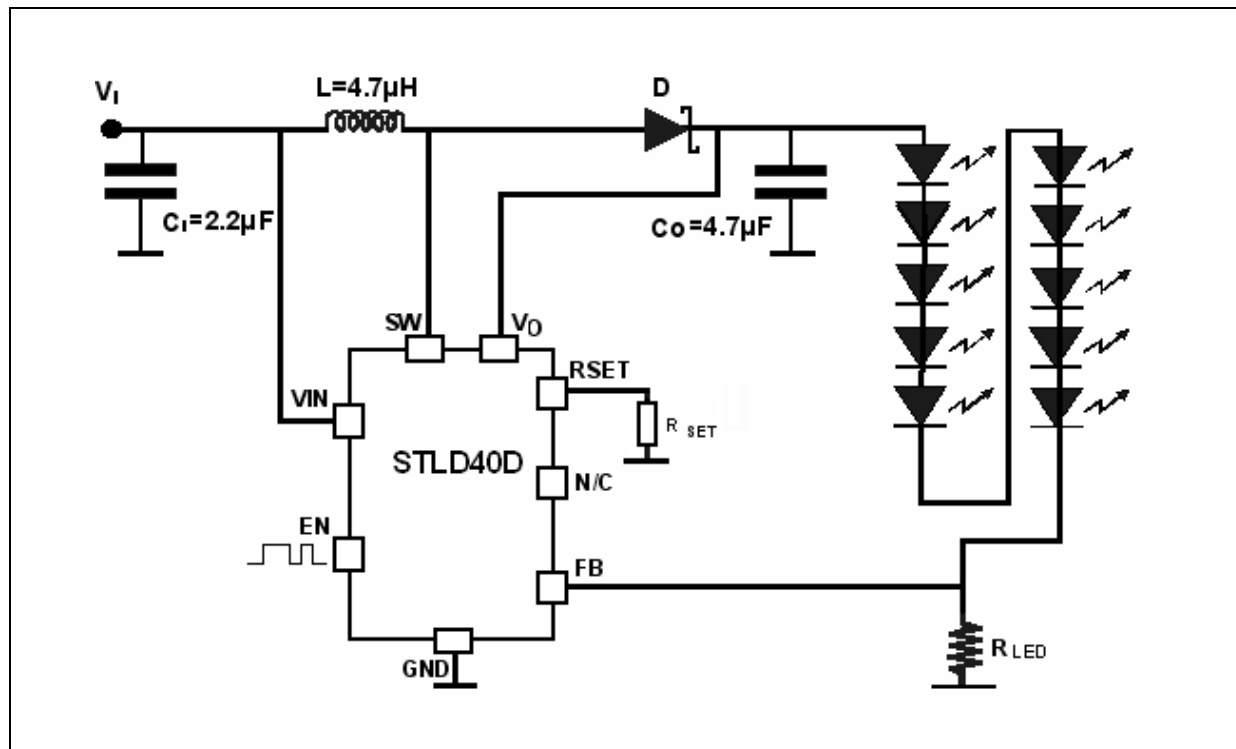 L=4.7µH
D
VI
CI=2.2µF
Co=4.7µF
SW
VO
RSET
VIN
R SET
STLD40D
N/C
EN
FB
GND
R LED